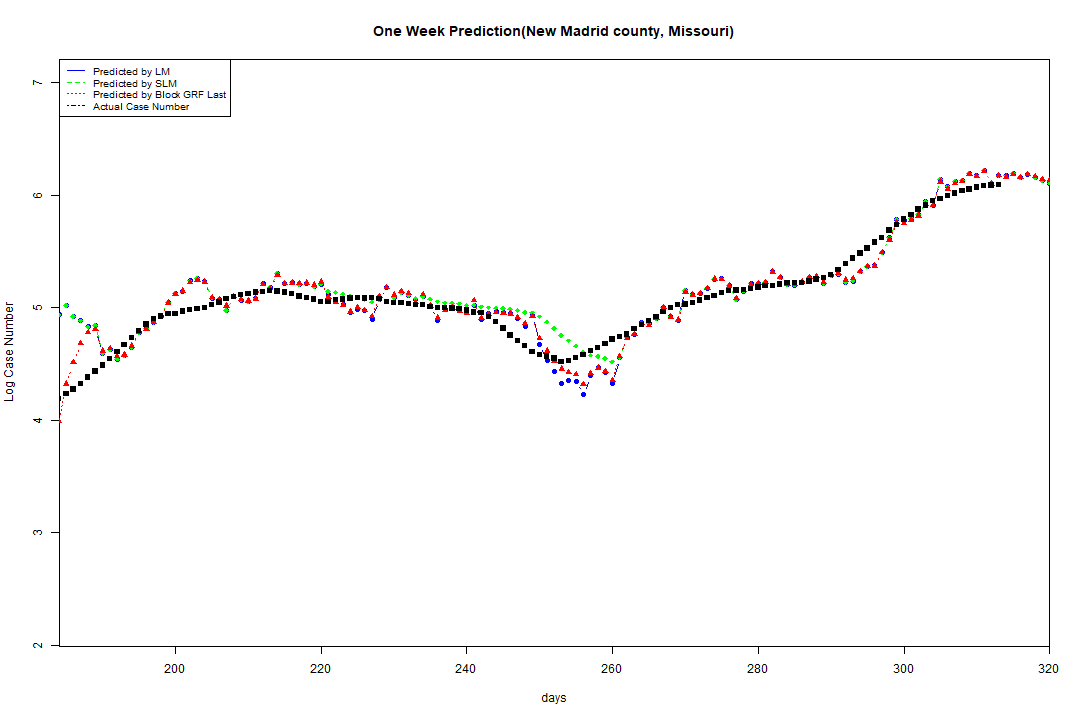 One Week Prediction(New Madrid county, Missouri)
Predicted by LM
Predicted by SLM
Predicted by Block GRF Last
Actual Case Number
Log Case Number
7
6
5
4
3
2
200 220 240 260 280 300 320
days